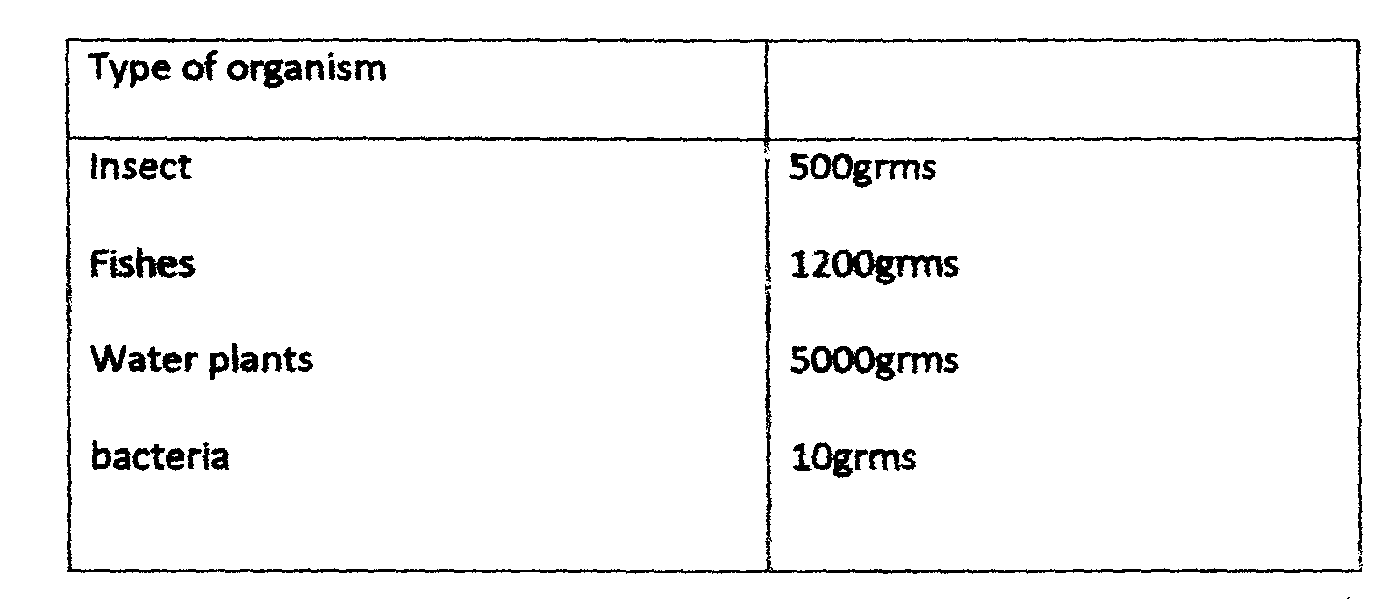 Type of organism
Insect 500grms
Fishes 1200grms
Water plants 5000grms
bacteria 10grms